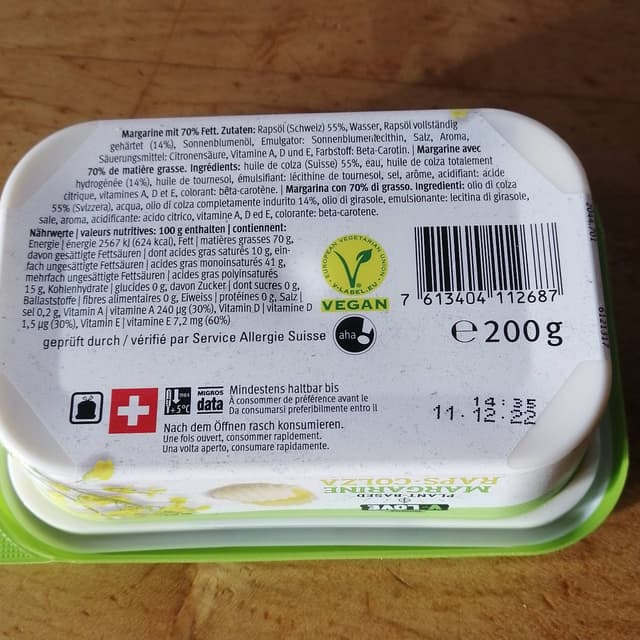 Margarine mit 70% Fett. Zutaten: Rapsöl (Schweiz) 55%, Wasser, Rapsöl vollständig
gehärtet (14%), Sonnenblumenöl, Emulgator: Sonnenblumenlecithin, Salz, Aroma,
Säuerungsmittel: Citronensäure, Vitamine A, D und E, Farbstoff: Beta-Carotin. | Margarine avec
70% de matière grasse. Ingrédients: huile de colza (Suisse) 55%, eau, huile de colza totalement
hydrogénée (14%), huile de tournesol, émulsifiant: lécithine de tournesol, sel, arôme, acidifiant: acide
citrique, vitamines A, D et E, colorant: bêta-carotène. | Margarina con 70% di grasso. Ingredienti: olio di colza
55% (Svizzera), acqua, olio di colza completamente indurito 14%, olio di girasole, emulsionante: lecitina di girasole,
sale, aroma, acidificante: acido citrico, vitamine A, D ed E, colorante: beta-carotene.
Nährwerte | valeurs nutritives: 100 g enthalten | contiennent:
Energie | énergie 2567 kJ (624 kcal), Fett | matières grasses 70 g,
davon gesättigte Fettsäuren | dont acides gras saturés 10 g, ein-
fach ungesättigte Fettsäuren | acides gras monoinsaturés 41 g,
mehrfach ungesättigte Fettsäuren | acides gras polyinsaturés
15 g, Kohlenhydrate | glucides 0 g, davon Zucker | dont sucres 0 g,
Ballaststoffe | fibres alimentaires 0 g, Eiweiss | protéines 0 g, Salz |
sel 0,2 g, Vitamin A | vitamine A 240 µg (30%), Vitamin D | vitamine D
1,5 µg (30%), Vitamin E | vitamine E 7,2 mg (60%)
geprüft durch / vérifié par Service Allergie Suisse
aha!
EUROPEAN VEGETARIAN UNION
V-LABEL.EU
VEGAN
7 613404 112687
e 200 g
MIGROS
data
+5°C
Mindestens haltbar bis
À consommer de préférence avant le
Da consumarsi preferibilmente entro il
Nach dem Öffnen rasch konsumieren.
Une fois ouvert, consommer rapidement.
Una volta aperto, consumare rapidamente.
11.12.
14:
V LOVE
PLANT-BASED
MARGARINE
RAPS·COLZA